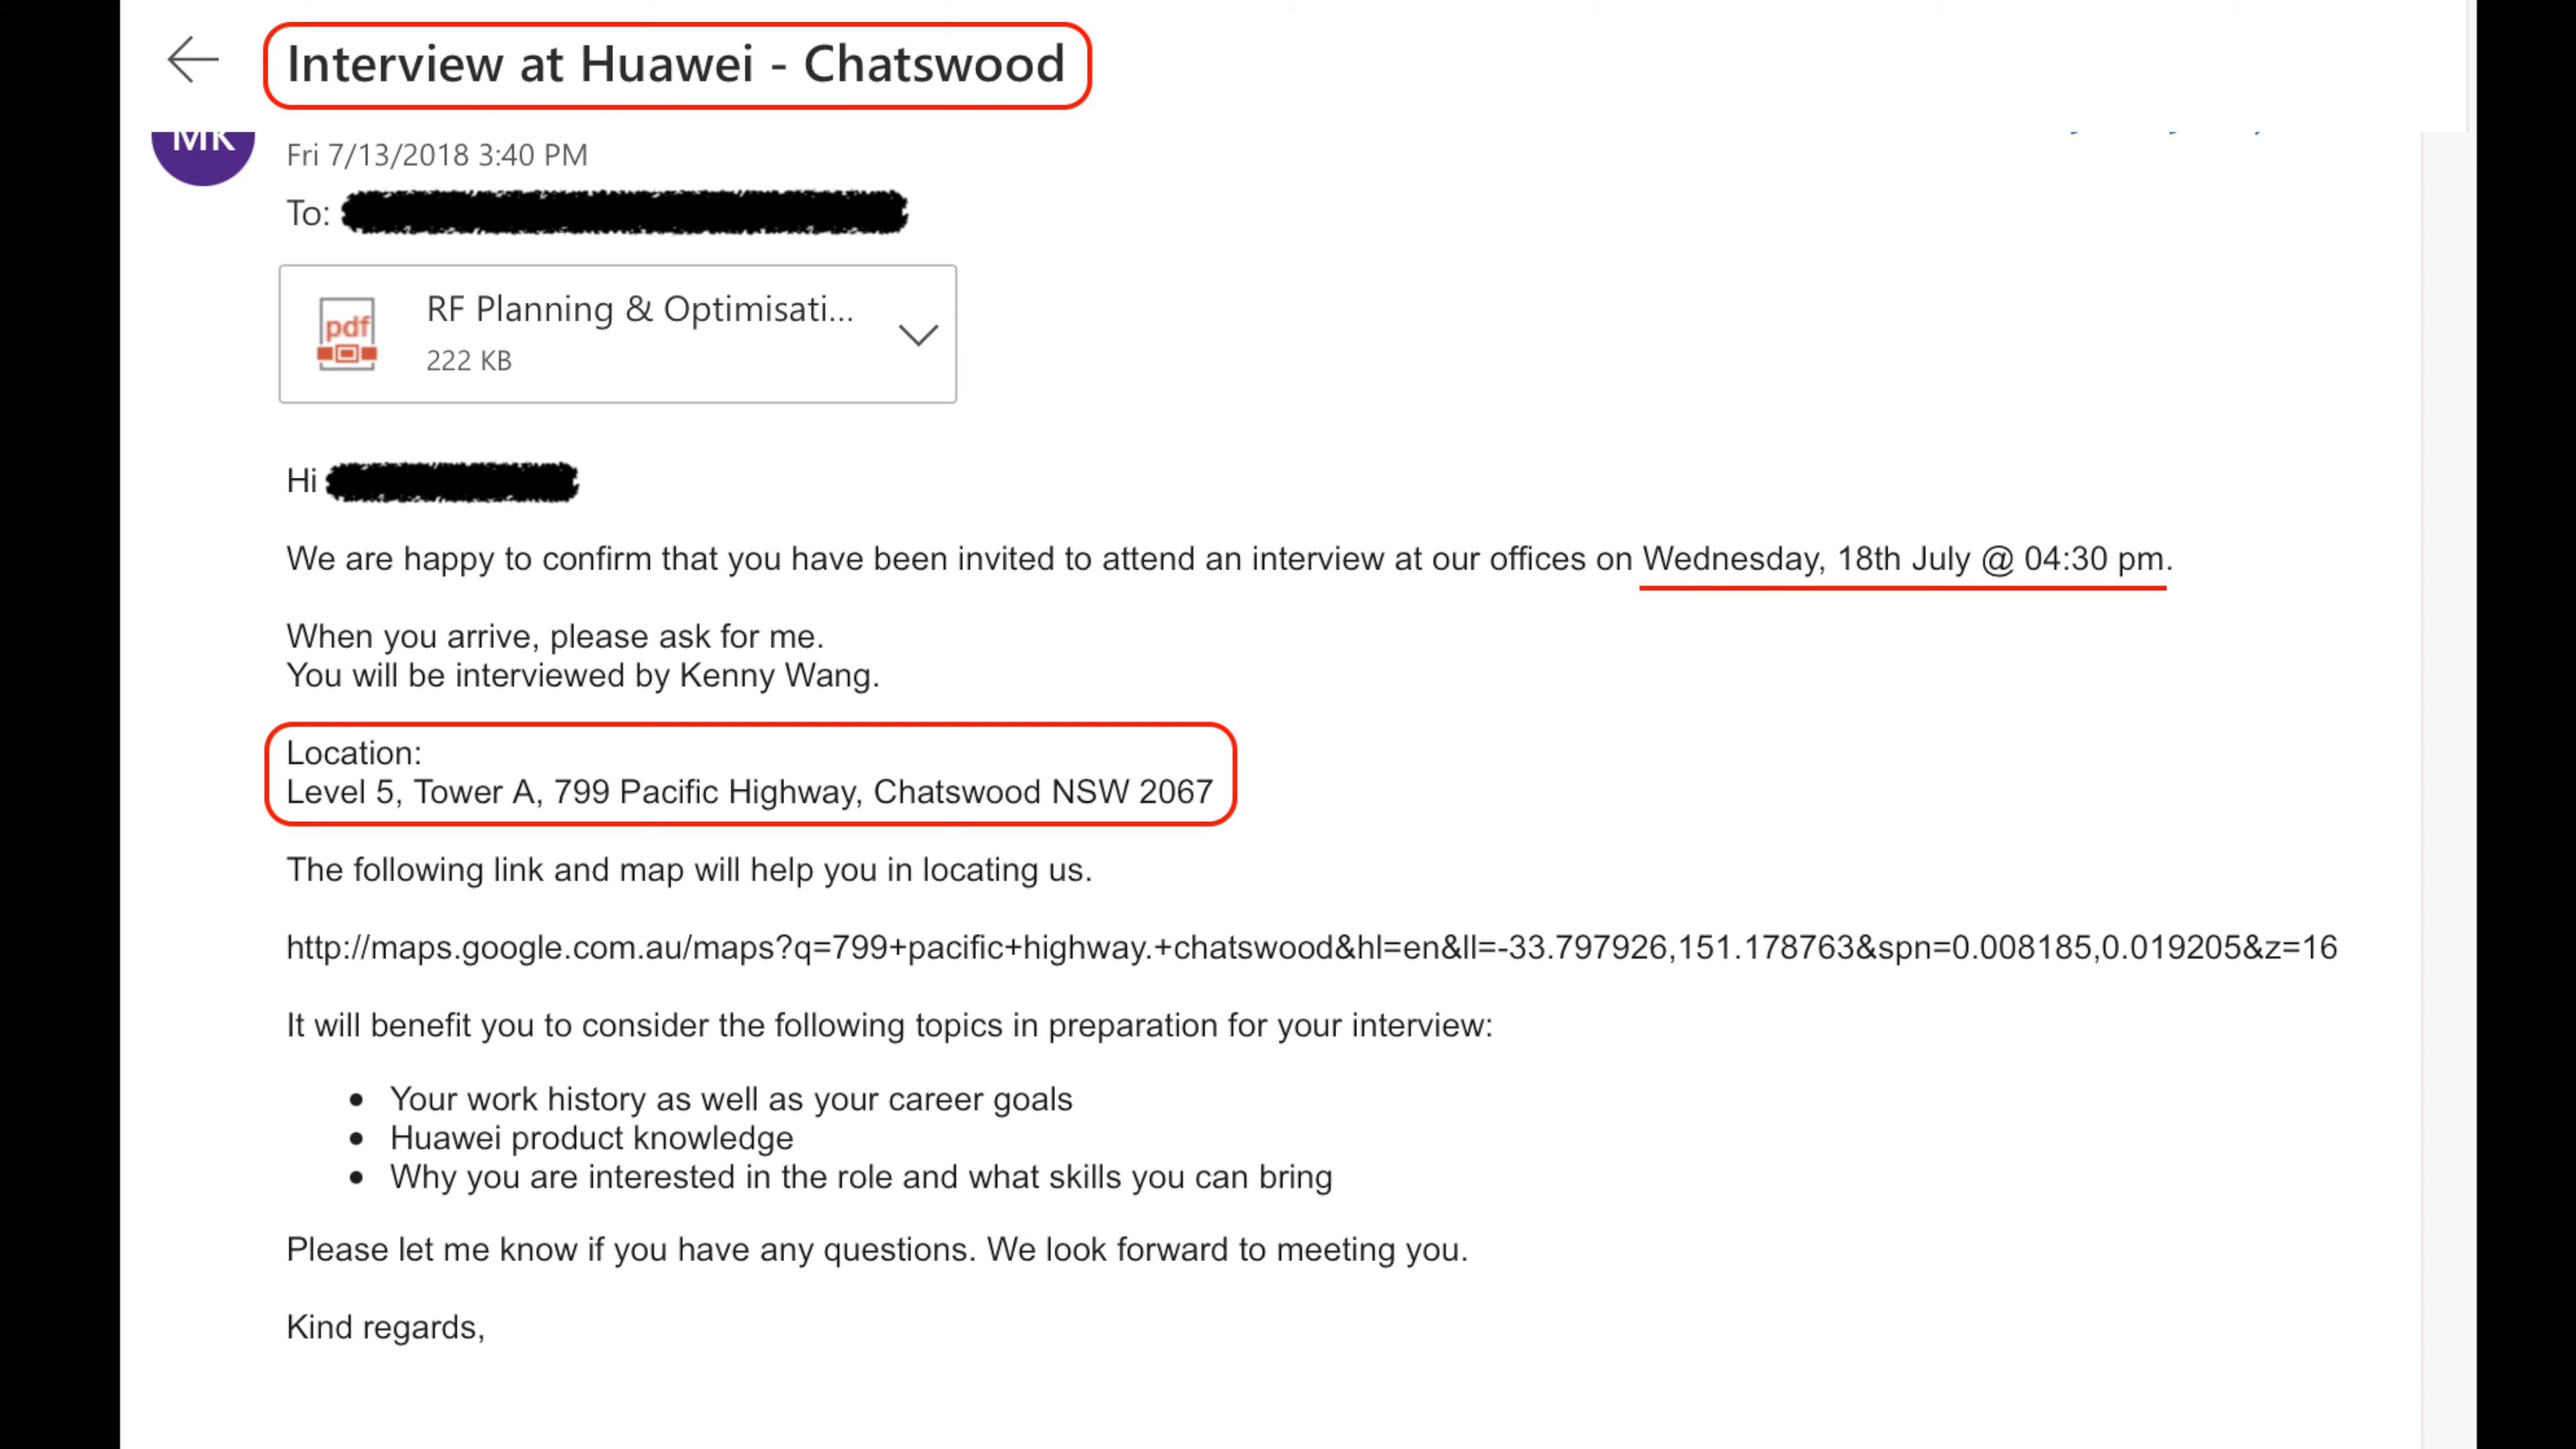 Interview at Huawei - Chatswood
MK
Fri 7/13/2018 3:40 PM
To:
pdf
RF Planning & Optimisati...
222 KB
Hi
We are happy to confirm that you have been invited to attend an interview at our offices on Wednesday, 18th July @ 04:30 pm.
When you arrive, please ask for me.
You will be interviewed by Kenny Wang.
Location:
Level 5, Tower A, 799 Pacific Highway, Chatswood NSW 2067
The following link and map will help you in locating us.
http://maps.google.com.au/maps?q=799+pacific+highway.+chatswood&hl=en&ll=-33.797926,151.178763&spn=0.008185,0.019205&z=16
It will benefit you to consider the following topics in preparation for your interview:
• Your work history as well as your career goals
• Huawei product knowledge
• Why you are interested in the role and what skills you can bring
Please let me know if you have any questions. We look forward to meeting you.
Kind regards,